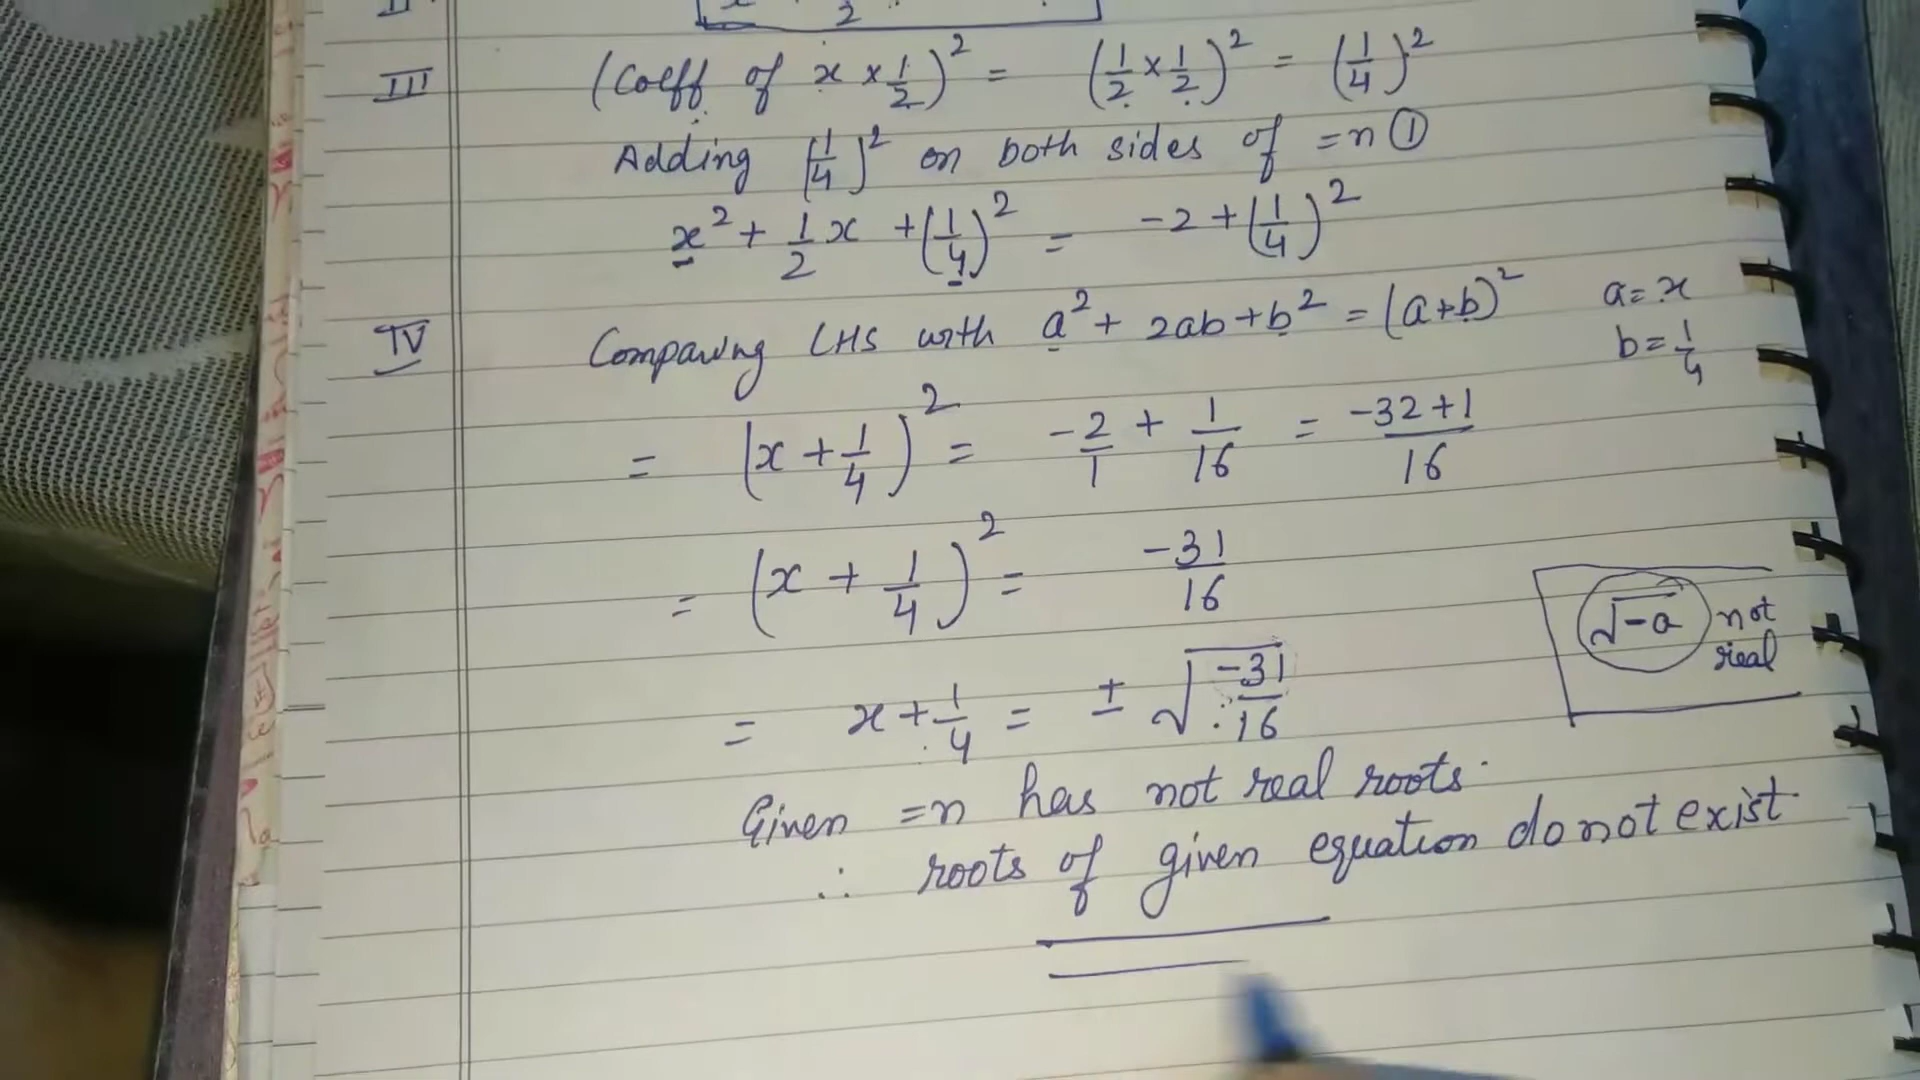 II
x 2
III (Coeff of x × 1/2)² = (1/2 × 1/2)² = (1/4)²
Adding (1/4)² on both sides of =n ①
x² + 1/2 x + (1/4)² = -2 + (1/4)²
IV Comparing LHS with a² + 2ab + b² = (a+b)² a = x
b = 1/4
= (x + 1/4)² = -2/1 + 1/16 = -32+1/16
= (x + 1/4)² = -31/16
√-a not real
= x + 1/4 = ± √-31/16
Given =n has not real roots.
∴ roots of given equation do not exist